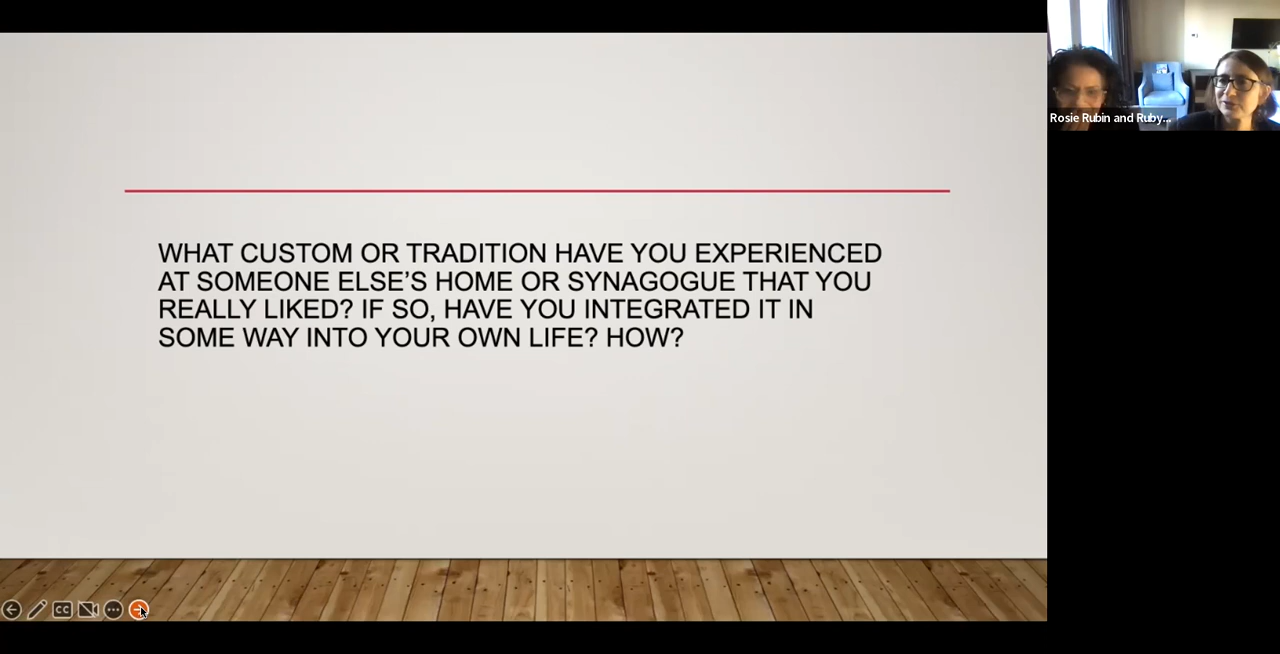 WHAT CUSTOM OR TRADITION HAVE YOU EXPERIENCED
AT SOMEONE ELSE’S HOME OR SYNAGOGUE THAT YOU
REALLY LIKED? IF SO, HAVE YOU INTEGRATED IT IN
SOME WAY INTO YOUR OWN LIFE? HOW?
Rosie Rubin and Ruby...
CC